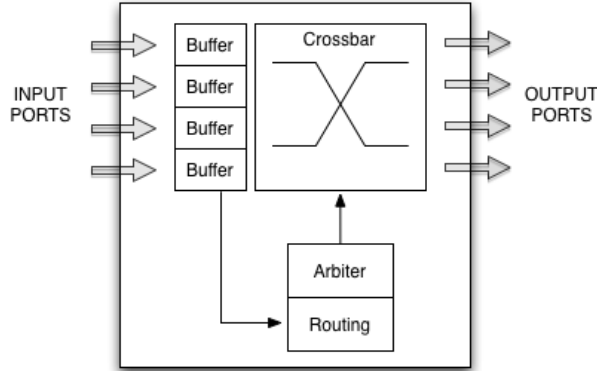 Buffer
Crossbar
Buffer
Buffer
Buffer
INPUT
PORTS
OUTPUT
PORTS
Arbiter
Routing